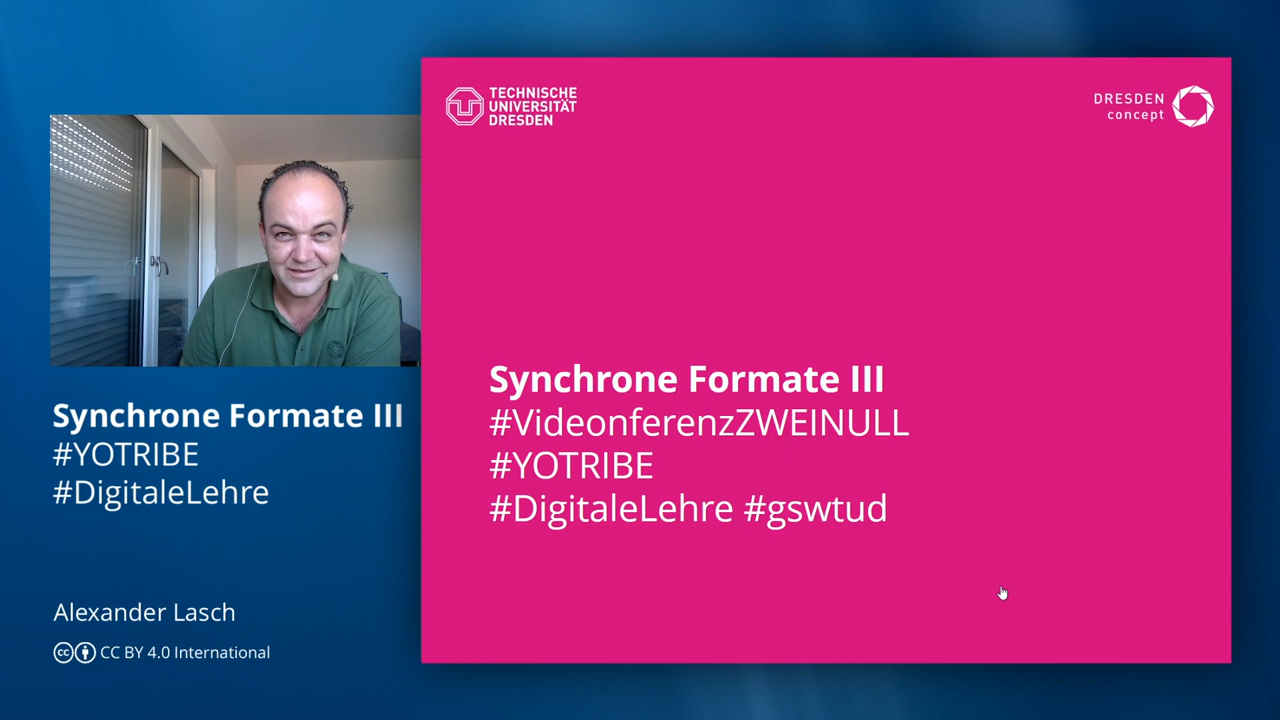 TECHNISCHE
UNIVERSITÄT
DRESDEN
DRESDEN
concept
Synchrone Formate III
#VideonferenzZWEINULL
#YOTRIBE
#DigitaleLehre #gswtud
Synchrone Formate III
#YOTRIBE
#DigitaleLehre
Alexander Lasch
cc CC BY 4.0 International